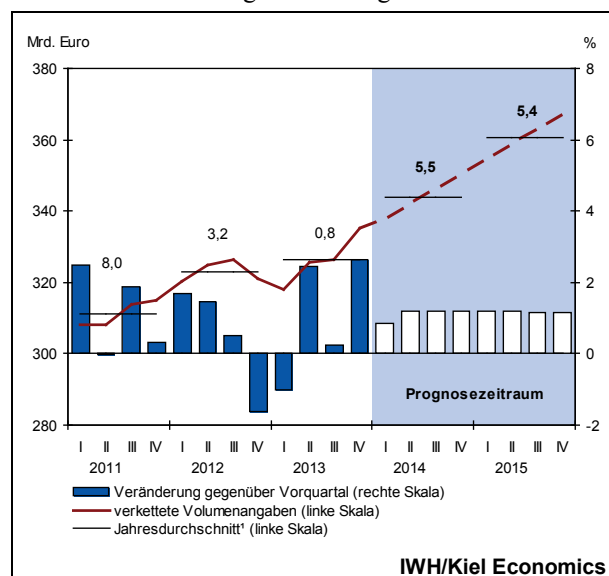 Mrd. Euro %
380 8
360 6
340 4
320 2
300 0
280 -2
8,0
3,2
0,8
5,5
5,4
Prognosezeitraum
I II III IV I II III IV I II III IV I II III IV I II III IV
2011 2012 2013 2014 2015
Veränderung gegenüber Vorquartal (rechte Skala)
verkettete Volumenangaben (linke Skala)
Jahresdurchschnitt¹ (linke Skala)
IWH/Kiel Economics